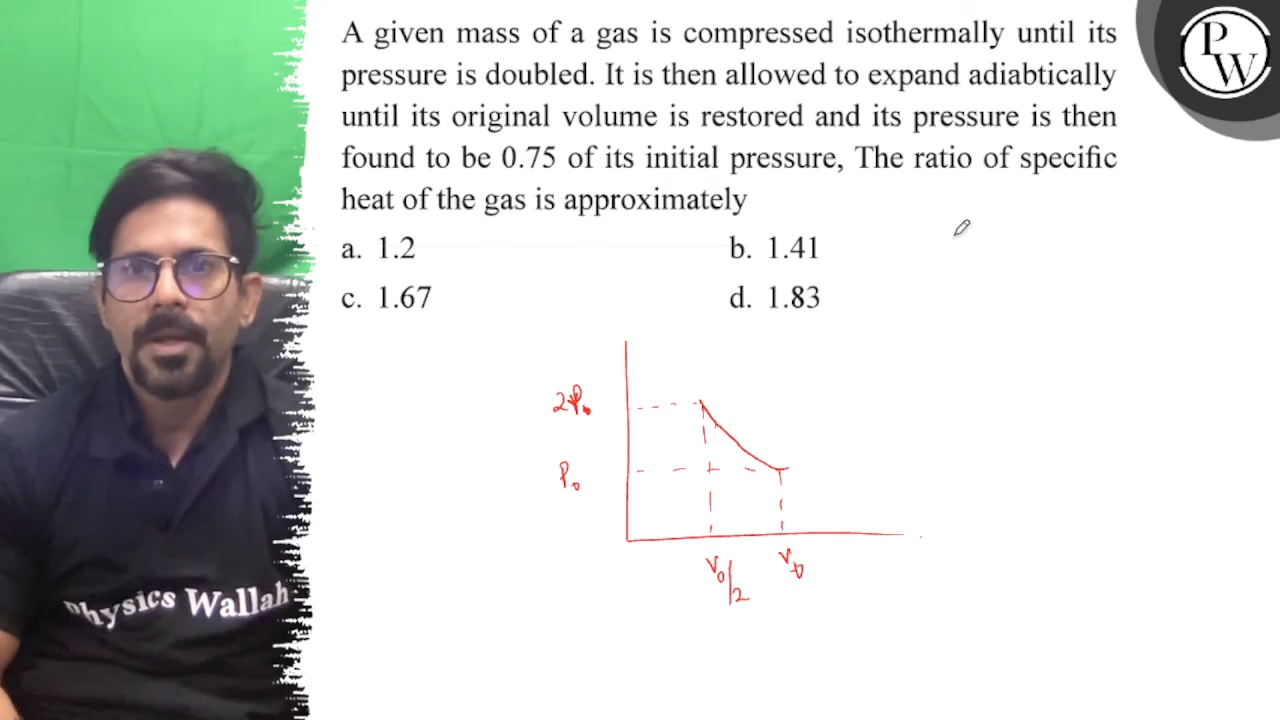 A given mass of a gas is compressed isothermally until its
pressure is doubled. It is then allowed to expand adiabtically
until its original volume is restored and its pressure is then
found to be 0.75 of its initial pressure, The ratio of specific
heat of the gas is approximately
a. 1.2 b. 1.41
c. 1.67 d. 1.83
PW
2P₀
P₀
V₀/2 V₀
Physics Wallah